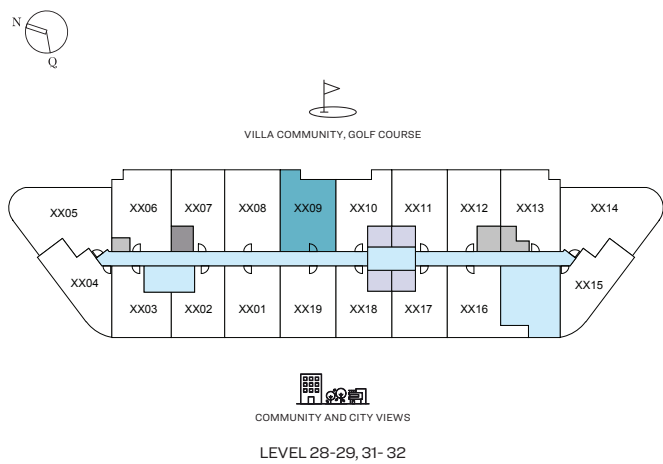 N
Q
VILLA COMMUNITY, GOLF COURSE
XX05
XX06
XX07
XX08
XX09
XX10
XX11
XX12
XX13
XX14
XX04
XX03
XX02
XX01
XX19
XX18
XX17
XX16
XX15
COMMUNITY AND CITY VIEWS
LEVEL 28-29, 31- 32